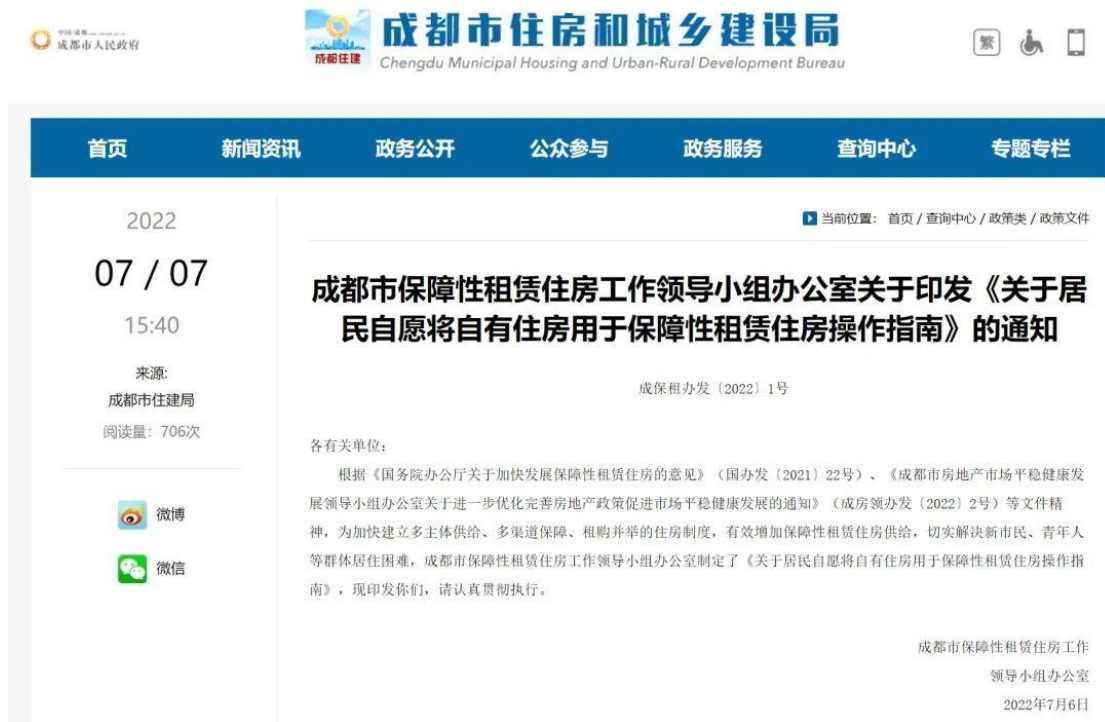 成都市人民政府
成都住建
成都市住房和城乡建设局
Chengdu Municipal Housing and Urban-Rural Development Bureau
繁
首页 新闻资讯 政务公开 公众参与 政务服务 查询中心 专题专栏
2022
07 / 07
15:40
来源:
成都市住建局
阅读量：706次
微博
微信
当前位置： 首页 / 查询中心 / 政策类 / 政策文件
成都市保障性租赁住房工作领导小组办公室关于印发《关于居
民自愿将自有住房用于保障性租赁住房操作指南》的通知
成保租办发〔2022〕1号
各有关单位：
根据《国务院办公厅关于加快发展保障性租赁住房的意见》（国办发〔2021〕22号）、《成都市房地产市场平稳健康发
展领导小组办公室关于进一步优化完善房地产政策促进市场平稳健康发展的通知》（成房领办发〔2022〕2号）等文件精
神，为加快建立多主体供给、多渠道保障、租购并举的住房制度，有效增加保障性租赁住房供给，切实解决新市民、青年人
等群体居住困难，成都市保障性租赁住房工作领导小组办公室制定了《关于居民自愿将自有住房用于保障性租赁住房操作指
南》，现印发你们，请认真贯彻执行。
成都市保障性租赁住房工作
领导小组办公室
2022年7月6日